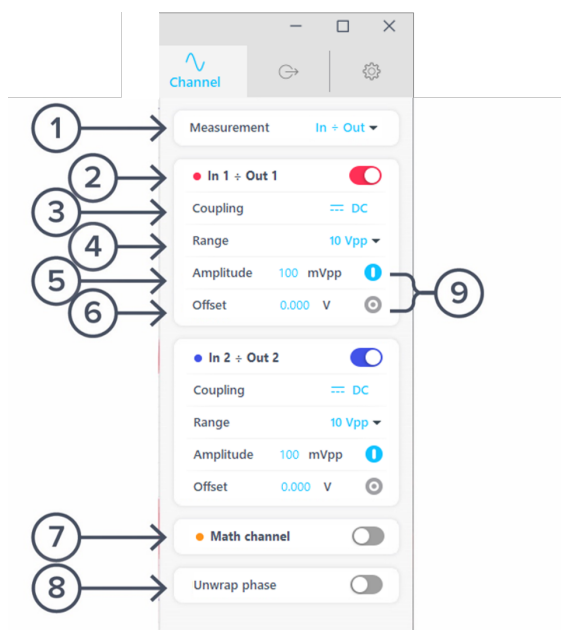 Channel
1
Measurement In ÷ Out
2
In 1 ÷ Out 1
3
Coupling DC
4
Range 10 Vpp
5
Amplitude 100 mVpp
6
Offset 0.000 V
9
In 2 ÷ Out 2
Coupling DC
Range 10 Vpp
Amplitude 100 mVpp
Offset 0.000 V
7
Math channel
8
Unwrap phase